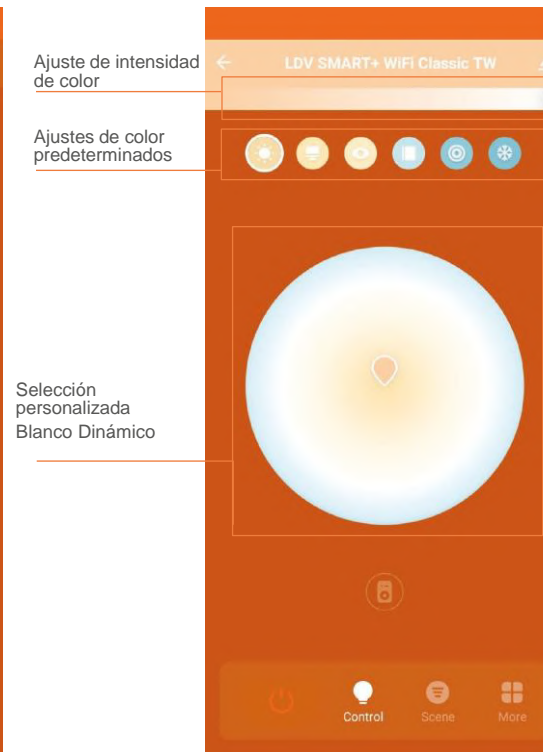 Ajuste de intensidad
de color
LDV SMART+ WiFi Classic TW
Ajustes de color
predeterminados
Selección
personalizada
Blanco Dinámico
Control
Scene
More